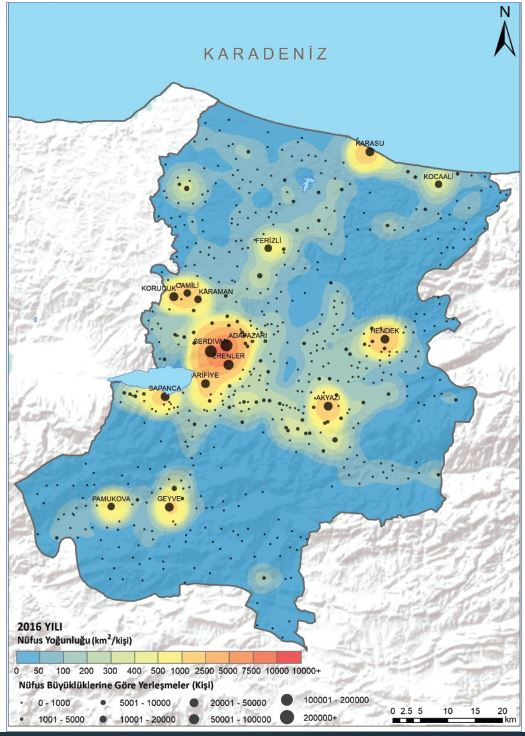 N
KARADENİZ
KARASU
KOCAALİ
FERİZLİ
KORUCUK
CAMİLİ
KARAMAN
ADAPAZARI
SERDİVAN
ERENLER
HENDEK
ARİFİYE
SAPANCA
AKYAZI
PAMUKOVA
GEYVE
2016 YILI
Nüfus Yoğunluğu (km²/kişi)
0 50 100 200 300 400 500 1000 2500 5000 7500 10000 10000+
Nüfus Büyüklüklerine Göre Yerleşmeler (Kişi)
0 - 1000 5001 - 10000 20001 - 50000 100001 - 200000
1001 - 5000 10001 - 20000 50001 - 100000 200000+
0 2.5 5 10 15 20
km